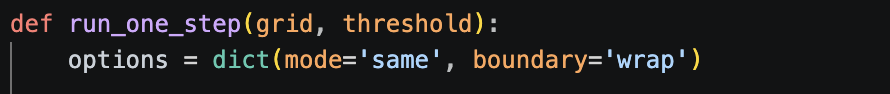 def run_one_step(grid, threshold):
    options = dict(mode='same', boundary='wrap')